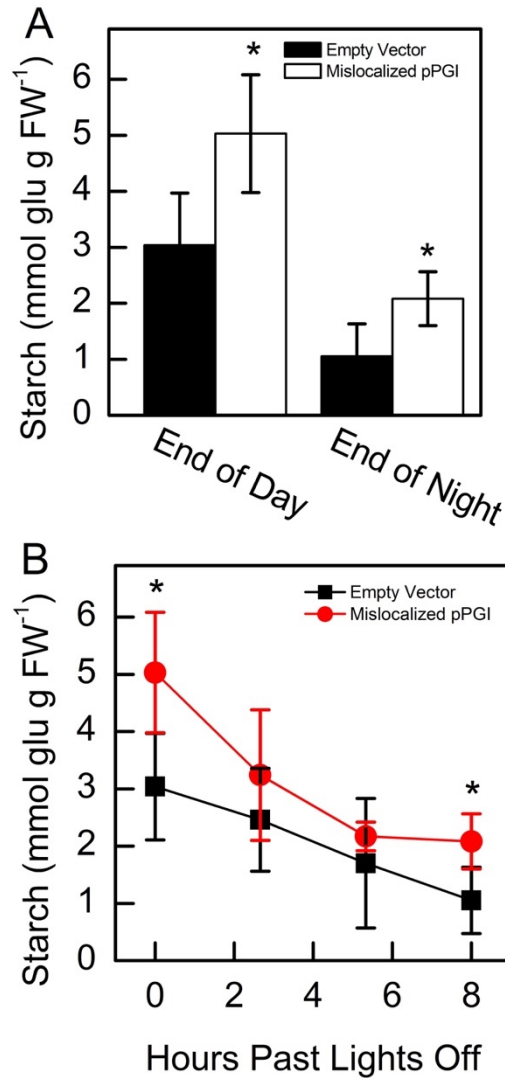 A
Starch (mmol glu g FW⁻¹)
6
5
4
3
2
1
0
*
*
Empty Vector
Mislocalized pPGI
End of Day
End of Night
B
Starch (mmol glu g FW⁻¹)
6
5
4
3
2
1
0
*
*
Empty Vector
Mislocalized pPGI
0 2 4 6 8
Hours Past Lights Off